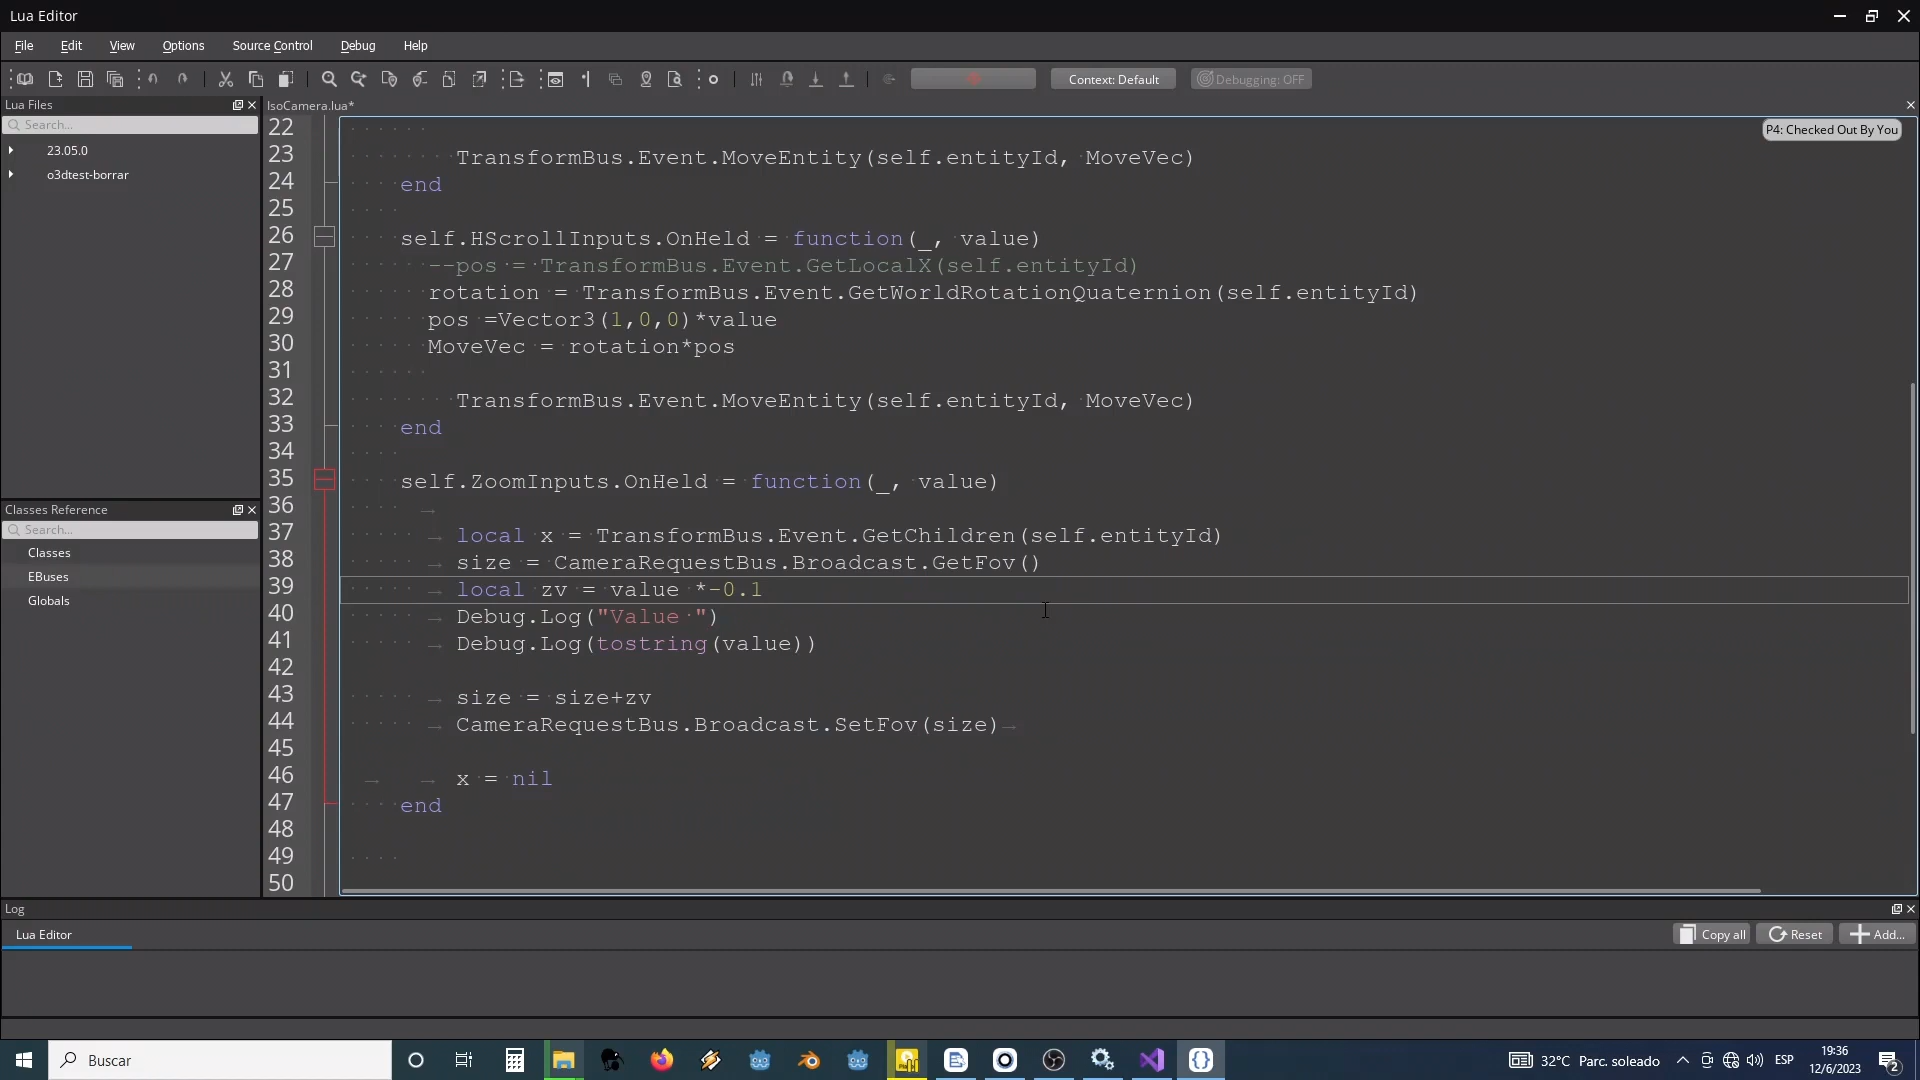 Lua Editor
File Edit View Options Source Control Debug Help
Context: Default
Debugging: OFF
Lua Files
IsoCamera.lua*
Search...
P4: Checked Out By You
23.05.0
o3dtest-borrar
22
23 TransformBus.Event.MoveEntity(self.entityId, MoveVec)
24 end
25
26 self.HScrollInputs.OnHeld = function(_, value)
27 --pos = TransformBus.Event.GetLocalX(self.entityId)
28 rotation = TransformBus.Event.GetWorldRotationQuaternion(self.entityId)
29 pos =Vector3(1,0,0)*value
30 MoveVec = rotation*pos
31
32 TransformBus.Event.MoveEntity(self.entityId, MoveVec)
33 end
34
35 self.ZoomInputs.OnHeld = function(_, value)
36
37 local x = TransformBus.Event.GetChildren(self.entityId)
38 size = CameraRequestBus.Broadcast.GetFov()
39 local zv = value *-0.1
40 Debug.Log("Value ")
41 Debug.Log(tostring(value))
42
43 size = size+zv
44 CameraRequestBus.Broadcast.SetFov(size)
45
46 x = nil
47 end
48
49
50
Classes Reference
Search...
Classes
EBuses
Globals
Log
Lua Editor
Copy all Reset Add...
Buscar
32°C Parc. soleado
ESP
19:36
12/6/2023
2